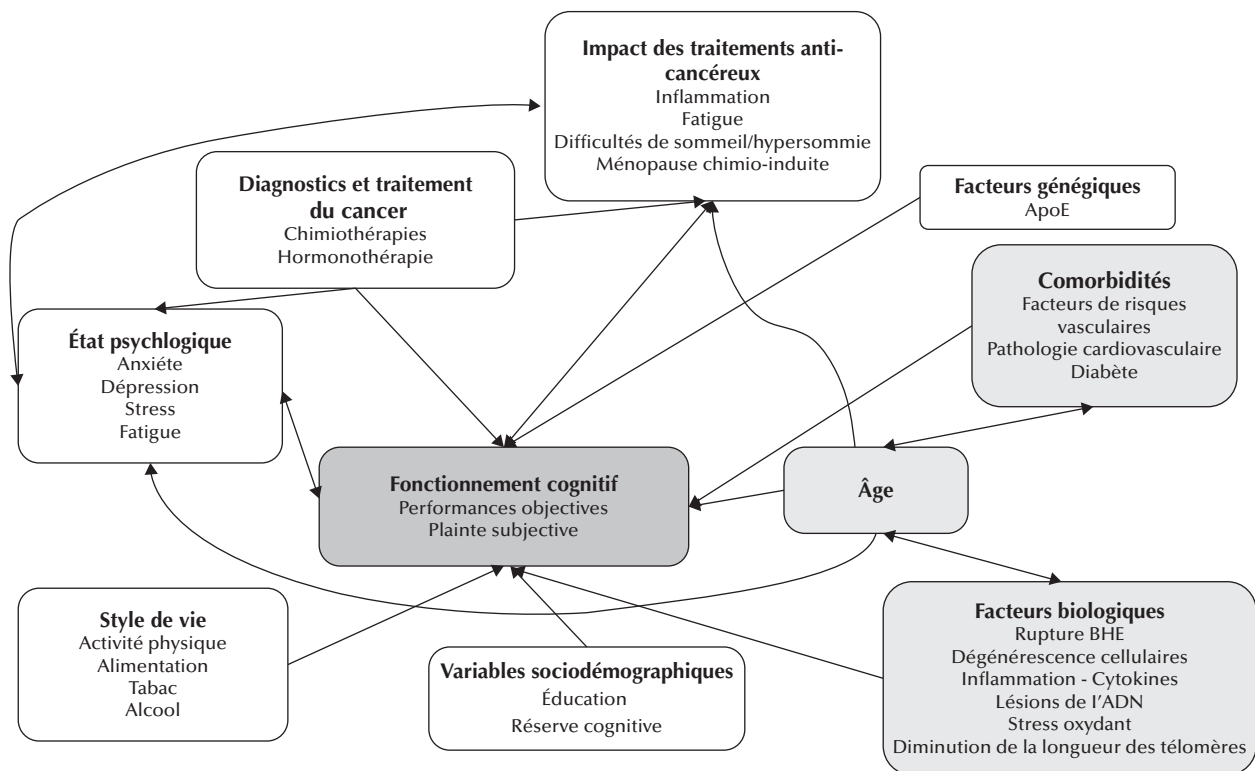 Impact des traitements anti-
cancéreux
Inflammation
Fatigue
Difficultés de sommeil/hypersommie
Ménopause chimio-induite
Diagnostics et traitement
du cancer
Chimiothérapies
Hormonothérapie
Facteurs génégiques
ApoE
Comorbidités
Facteurs de risques
vasculaires
Pathologie cardiovasculaire
Diabète
État psychlogique
Anxiéte
Dépression
Stress
Fatigue
Fonctionnement cognitif
Performances objectives
Plainte subjective
Âge
Style de vie
Activité physique
Alimentation
Tabac
Alcool
Variables sociodémographiques
Éducation
Réserve cognitive
Facteurs biologiques
Rupture BHE
Dégénérescence cellulaires
Inflammation - Cytokines
Lésions de I'ADN
Stress oxydant
Diminution de la longueur des télomères